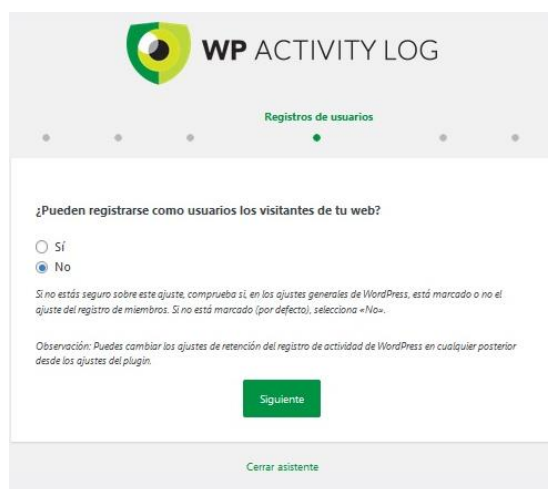 WP ACTIVITY LOG
Registros de usuarios
¿Pueden registrarse como usuarios los visitantes de tu web?
Sí
No
Si no estás seguro sobre este ajuste, comprueba si, en los ajustes generales de WordPress, está marcado o no el
ajuste del registro de miembros. Si no está marcado (por defecto), selecciona «No».
Observación: Puedes cambiar los ajustes de retención del registro de actividad de WordPress en cualquier posterior
desde los ajustes del plugin.
Siguiente
Cerrar asistente